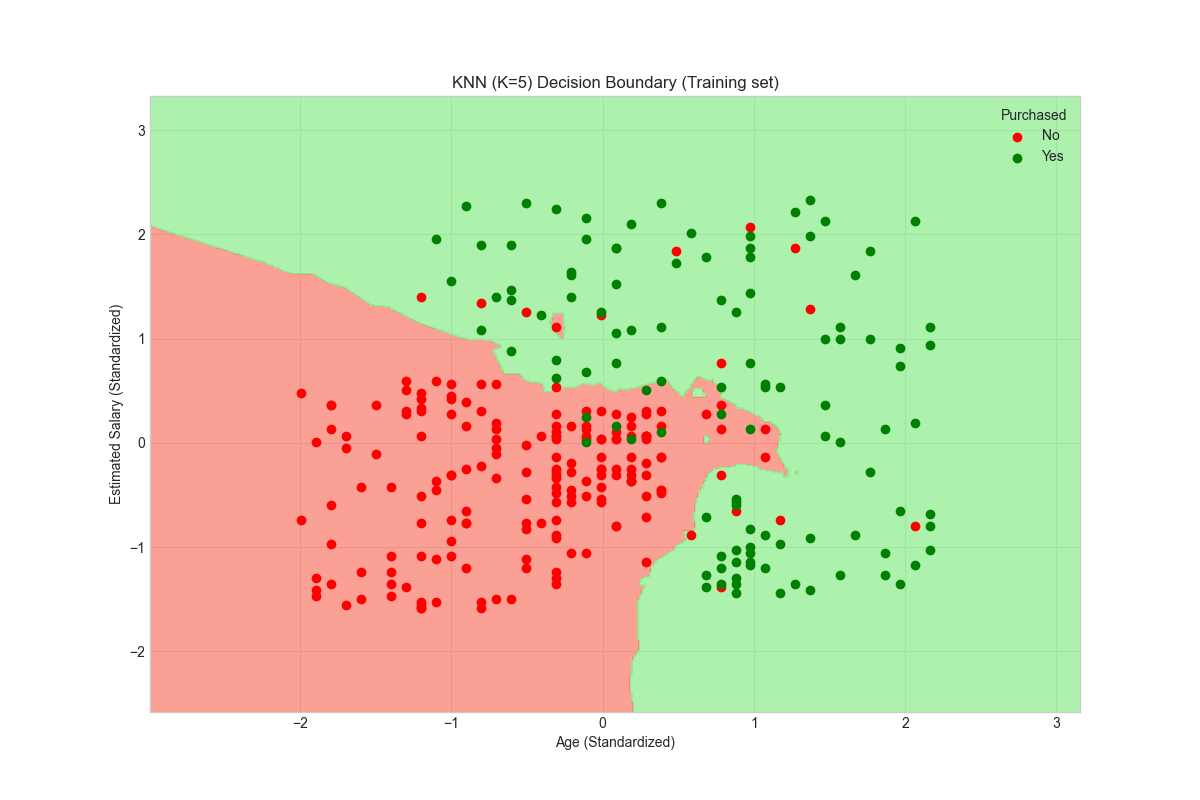 KNN (K=5) Decision Boundary (Training set)
Purchased
No
Yes
3
2
1
0
−1
−2
Estimated Salary (Standardized)
−2 −1 0 1 2 3
Age (Standardized)